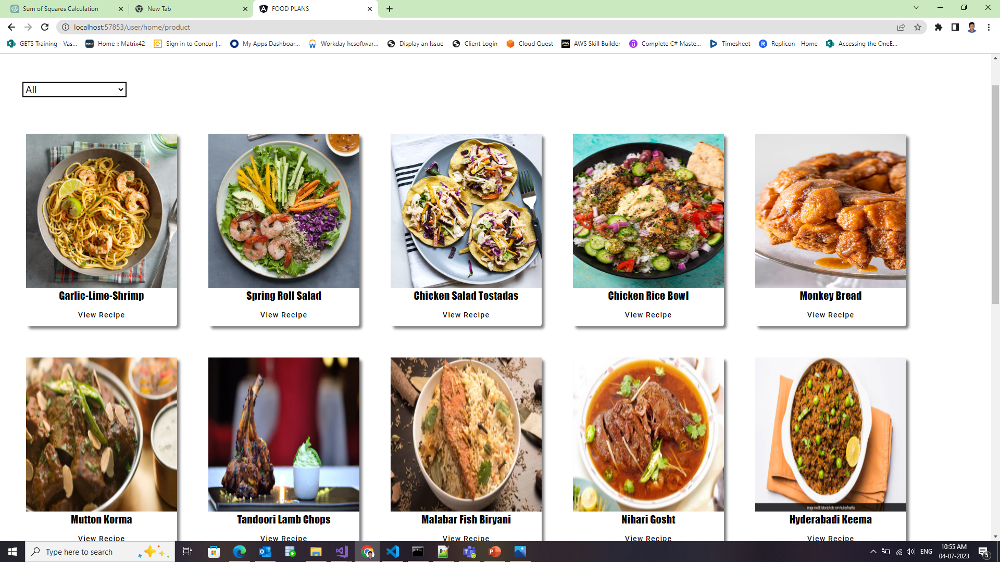 Sum of Squares Calculation
New Tab
FOOD PLANS
localhost:57853/user/home/product
GETS Training - Vas...
Home :: Matrix42
Sign in to Concur |...
My Apps Dashboar...
Workday hcsoftwar...
Display an Issue
Client Login
Cloud Quest
AWS Skill Builder
Complete C# Maste...
Timesheet
Replicon - Home
Accessing the OneE...
All
Garlic-Lime-Shrimp
View Recipe
Spring Roll Salad
View Recipe
Chicken Salad Tostadas
View Recipe
Chicken Rice Bowl
View Recipe
Monkey Bread
View Recipe
Mutton Korma
View Recipe
Tandoori Lamb Chops
View Recipe
Malabar Fish Biryani
View Recipe
Nihari Gosht
View Recipe
Hyderabadi Keema
View Recipe
Type here to search
ENG
10:55 AM
04-07-2023
5